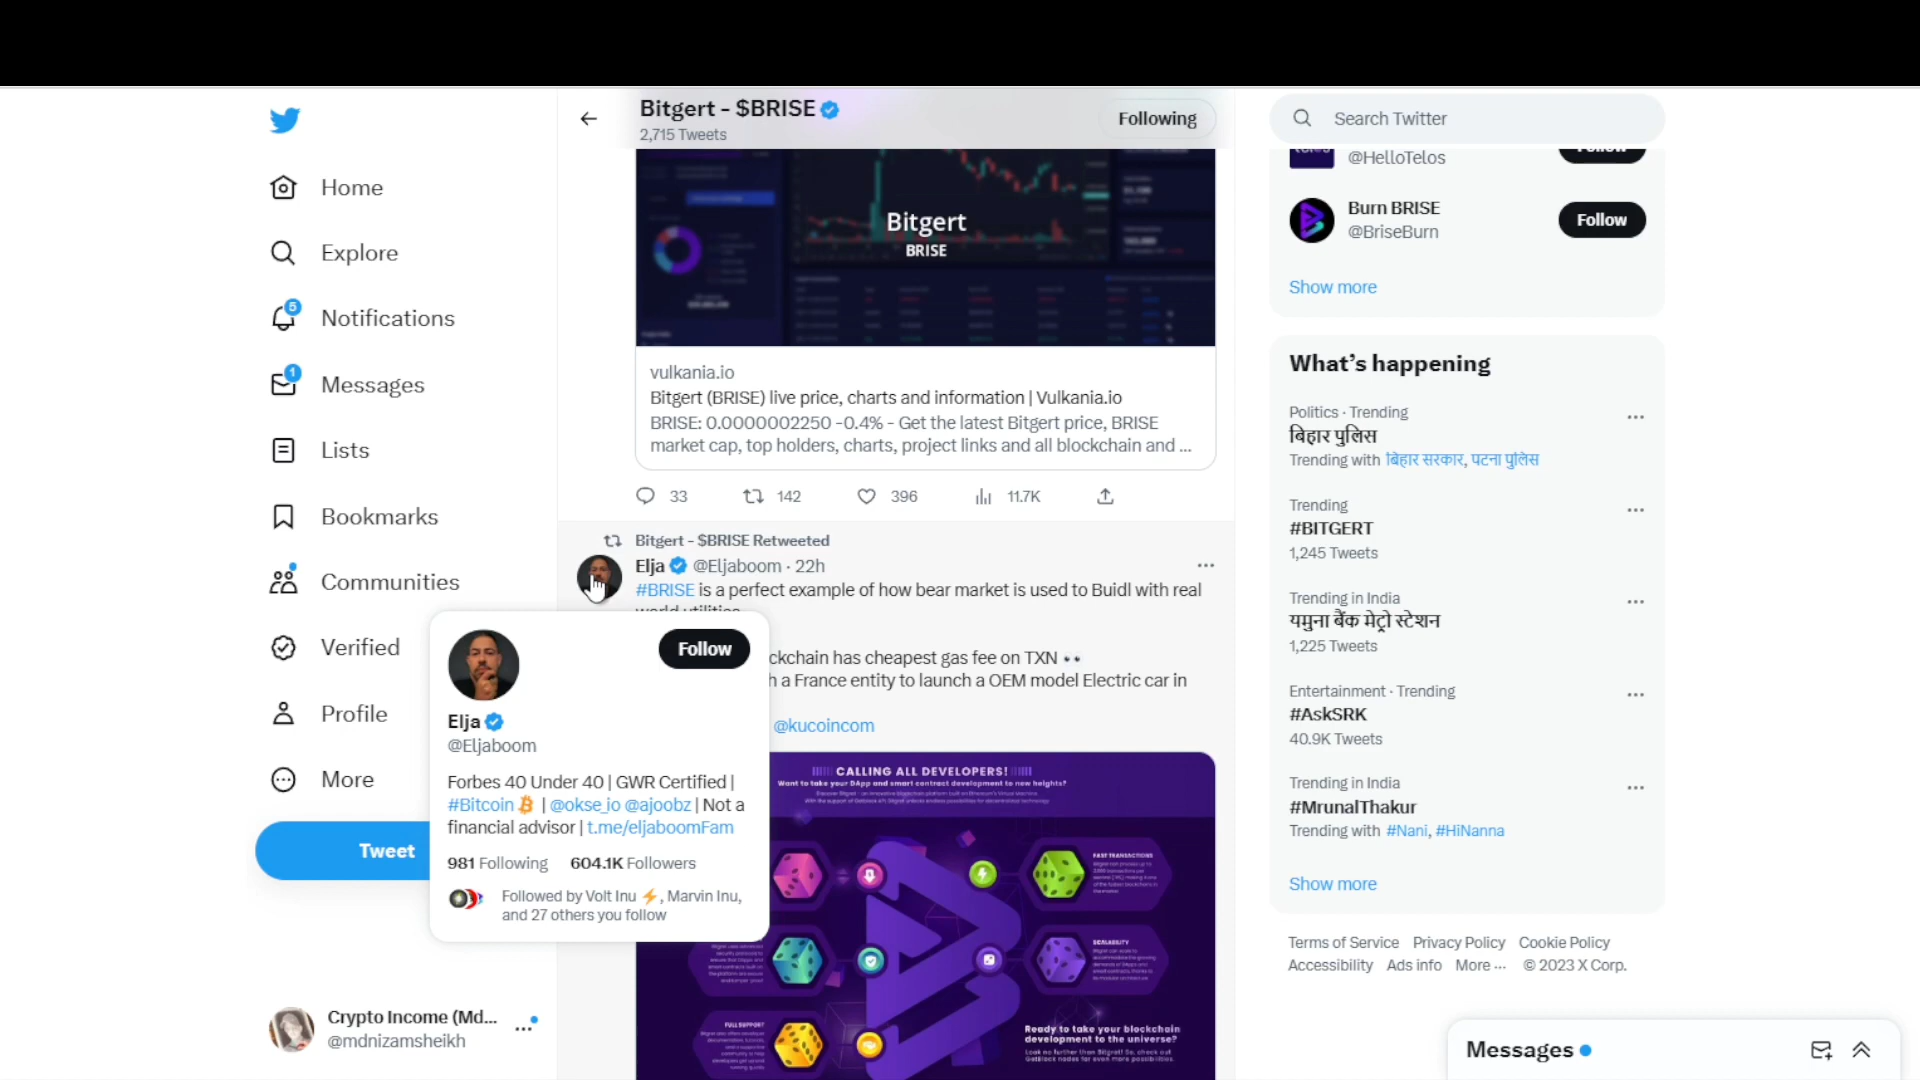 Home
Explore
5
Notifications
1
Messages
Lists
Bookmarks
Communities
Verified
Profile
More
Tweet
Crypto Income (Md...
@mdnizamsheikh
Bitgert - $BRISE
2,715 Tweets
Following
Bitgert
BRISE
vulkania.io
Bitgert (BRISE) live price, charts and information | Vulkania.io
BRISE: 0.0000002250 -0.4% - Get the latest Bitgert price, BRISE
market cap, top holders, charts, project links and all blockchain and ...
33 142 396 11.7K
Bitgert - $BRISE Retweeted
Elja @Eljaboom · 22h
#BRISE is a perfect example of how bear market is used to Buidl with real
ckchain has cheapest gas fee on TXN 👀
h a France entity to launch a OEM model Electric car in
@kucoincom
Follow
Elja
@Eljaboom
Forbes 40 Under 40 | GWR Certified |
#Bitcoin | @okse_io @ajoobz | Not a
financial advisor | t.me/eljaboomFam
981 Following 604.1K Followers
Followed by Volt Inu ⚡, Marvin Inu,
and 27 others you follow
CALLING ALL DEVELOPERS!
Want to take your DApp and smart contract development to new heights?
FAST TRANSACTIONS
SCALABILITY
FULL SUPPORT
Ready to take your blockchain
development to the universe?
Search Twitter
@HelloTelos
Burn BRISE
@BriseBurn
Follow
Show more
What's happening
Politics · Trending
बिहार पुलिस
Trending with बिहार सरकार, पटना पुलिस
Trending
#BITGERT
1,245 Tweets
Trending in India
यमुना बैंक मेट्रो स्टेशन
1,225 Tweets
Entertainment · Trending
#AskSRK
40.9K Tweets
Trending in India
#MrunalThakur
Trending with #Nani, #HiNanna
Show more
Terms of Service Privacy Policy Cookie Policy
Accessibility Ads info More ··· © 2023 X Corp.
Messages